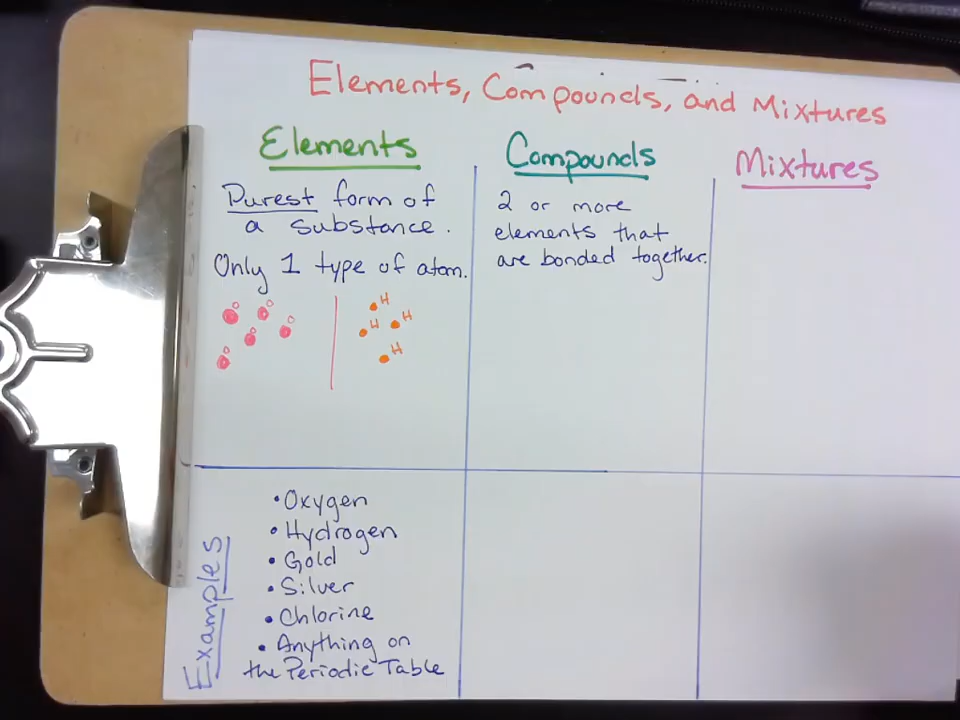 Elements, Compounds, and Mixtures
Elements
Purest form of
a substance.
Only 1 type of atom.
O O
O O
O
H
H H
H
Compounds
2 or more
elements that
are bonded together.
Mixtures
Examples
• Oxygen
• Hydrogen
• Gold
• Silver
• Chlorine
• Anything on
the Periodic Table